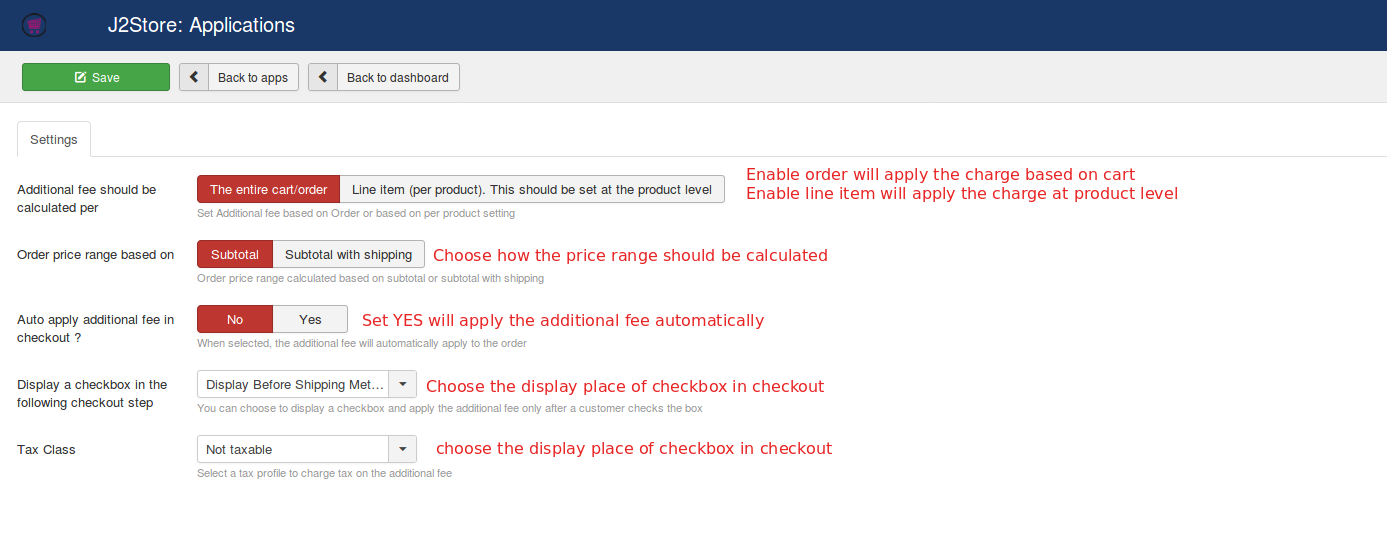 J2Store: Applications
Save
Back to apps
Back to dashboard
Settings
Additional fee should be
calculated per
The entire cart/order
Line item (per product). This should be set at the product level
Enable order will apply the charge based on cart
Enable line item will apply the charge at product level
Set Additional fee based on Order or based on per product setting
Order price range based on
Subtotal
Subtotal with shipping
Choose how the price range should be calculated
Order price range calculated based on subtotal or subtotal with shipping
Auto apply additional fee in
checkout ?
No
Yes
Set YES will apply the additional fee automatically
When selected, the additional fee will automatically apply to the order
Display a checkbox in the
following checkout step
Display Before Shipping Met...
Choose the display place of checkbox in checkout
You can choose to display a checkbox and apply the additional fee only after a customer checks the box
Tax Class
Not taxable
choose the display place of checkbox in checkout
Select a tax profile to charge tax on the additional fee